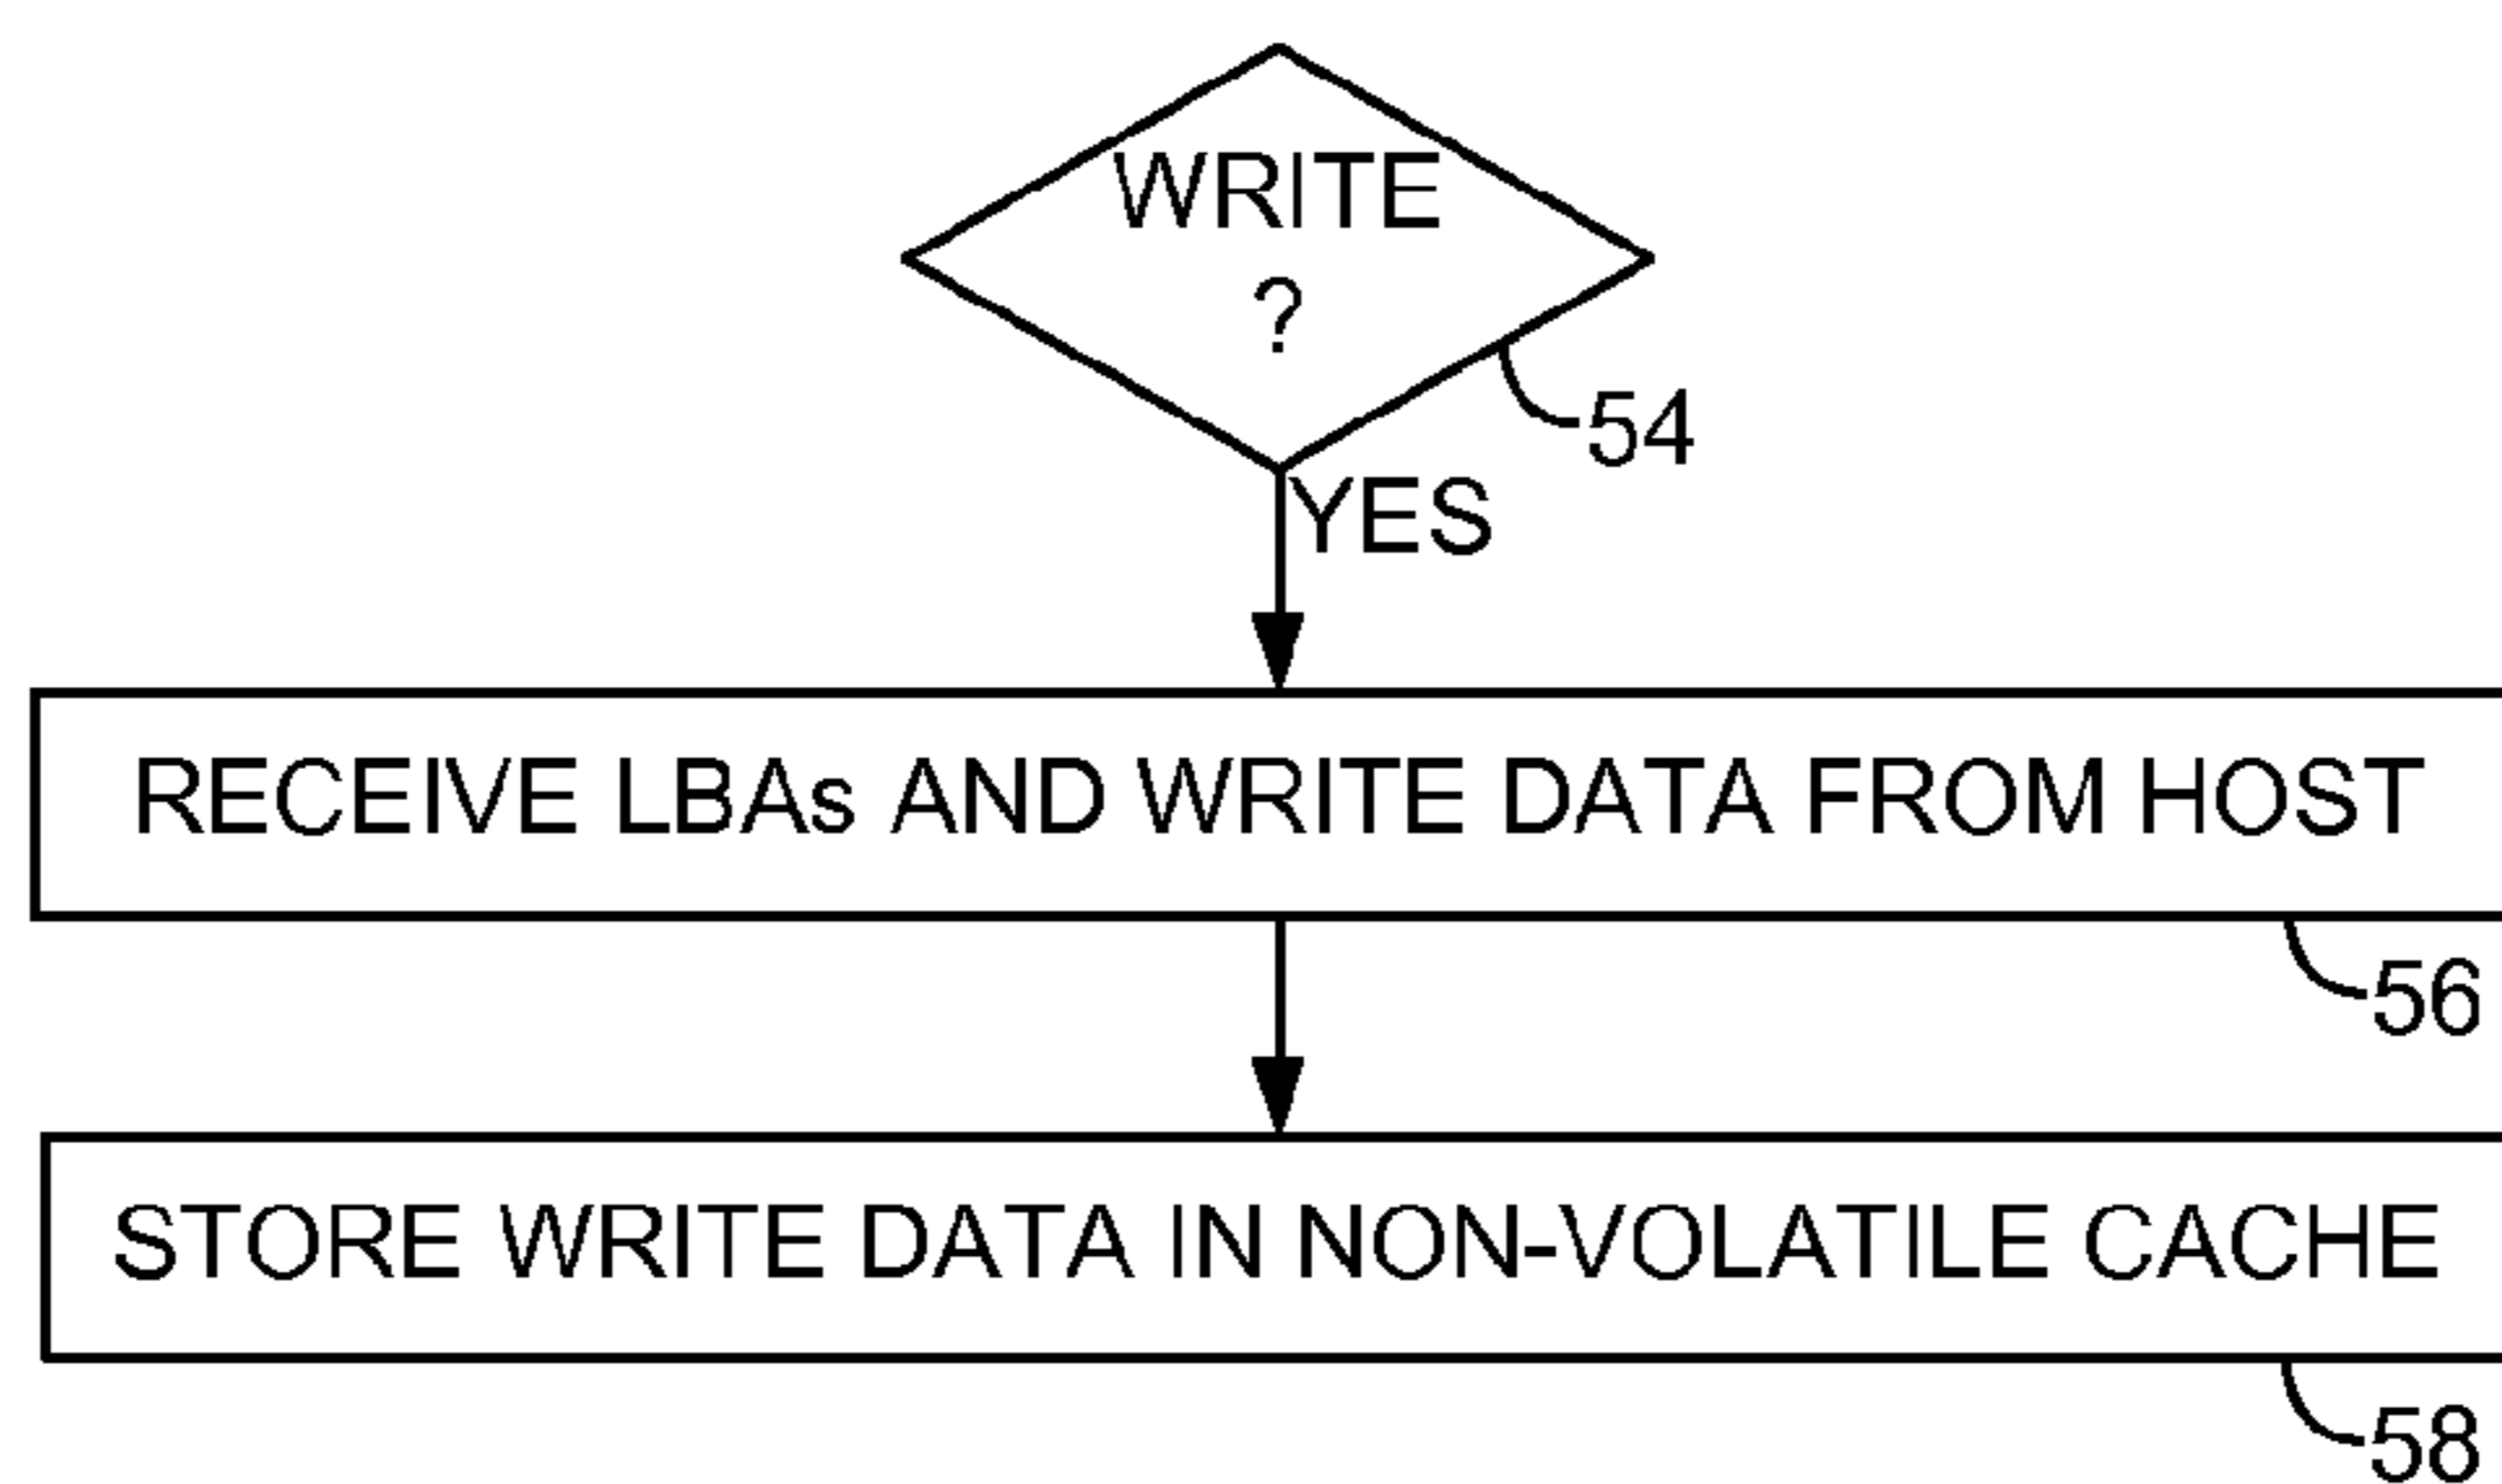 WRITE
?
54
YES
RECEIVE LBAs AND WRITE DATA FROM HOST
56
STORE WRITE DATA IN NON-VOLATILE CACHE
58